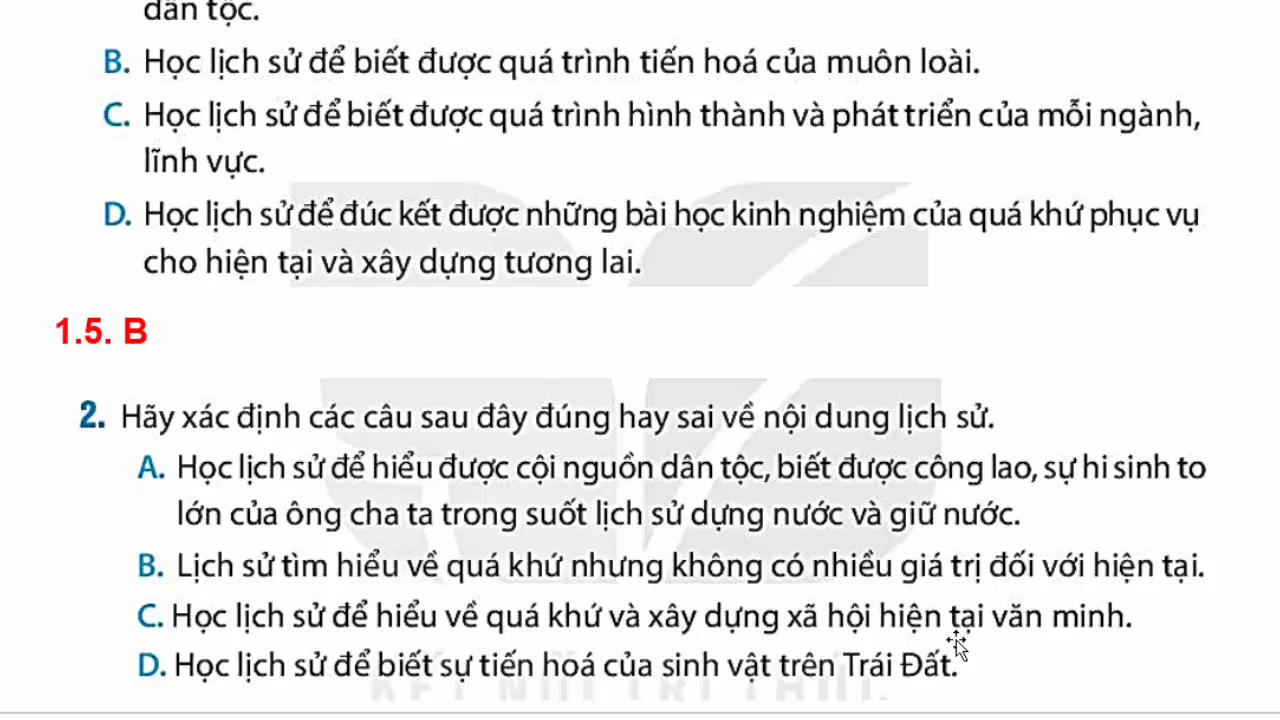 dân tộc.
B. Học lịch sử để biết được quá trình tiến hoá của muôn loài.
C. Học lịch sử để biết được quá trình hình thành và phát triển của mỗi ngành,
lĩnh vực.
D. Học lịch sử để đúc kết được những bài học kinh nghiệm của quá khứ phục vụ
cho hiện tại và xây dựng tương lai.
1.5. B
2. Hãy xác định các câu sau đây đúng hay sai về nội dung lịch sử.
A. Học lịch sử để hiểu được cội nguồn dân tộc, biết được công lao, sự hi sinh to
lớn của ông cha ta trong suốt lịch sử dựng nước và giữ nước.
B. Lịch sử tìm hiểu về quá khứ nhưng không có nhiều giá trị đối với hiện tại.
C. Học lịch sử để hiểu về quá khứ và xây dựng xã hội hiện tại văn minh.
D. Học lịch sử để biết sự tiến hoá của sinh vật trên Trái Đất.
KẾT NỐI TRI THỨC